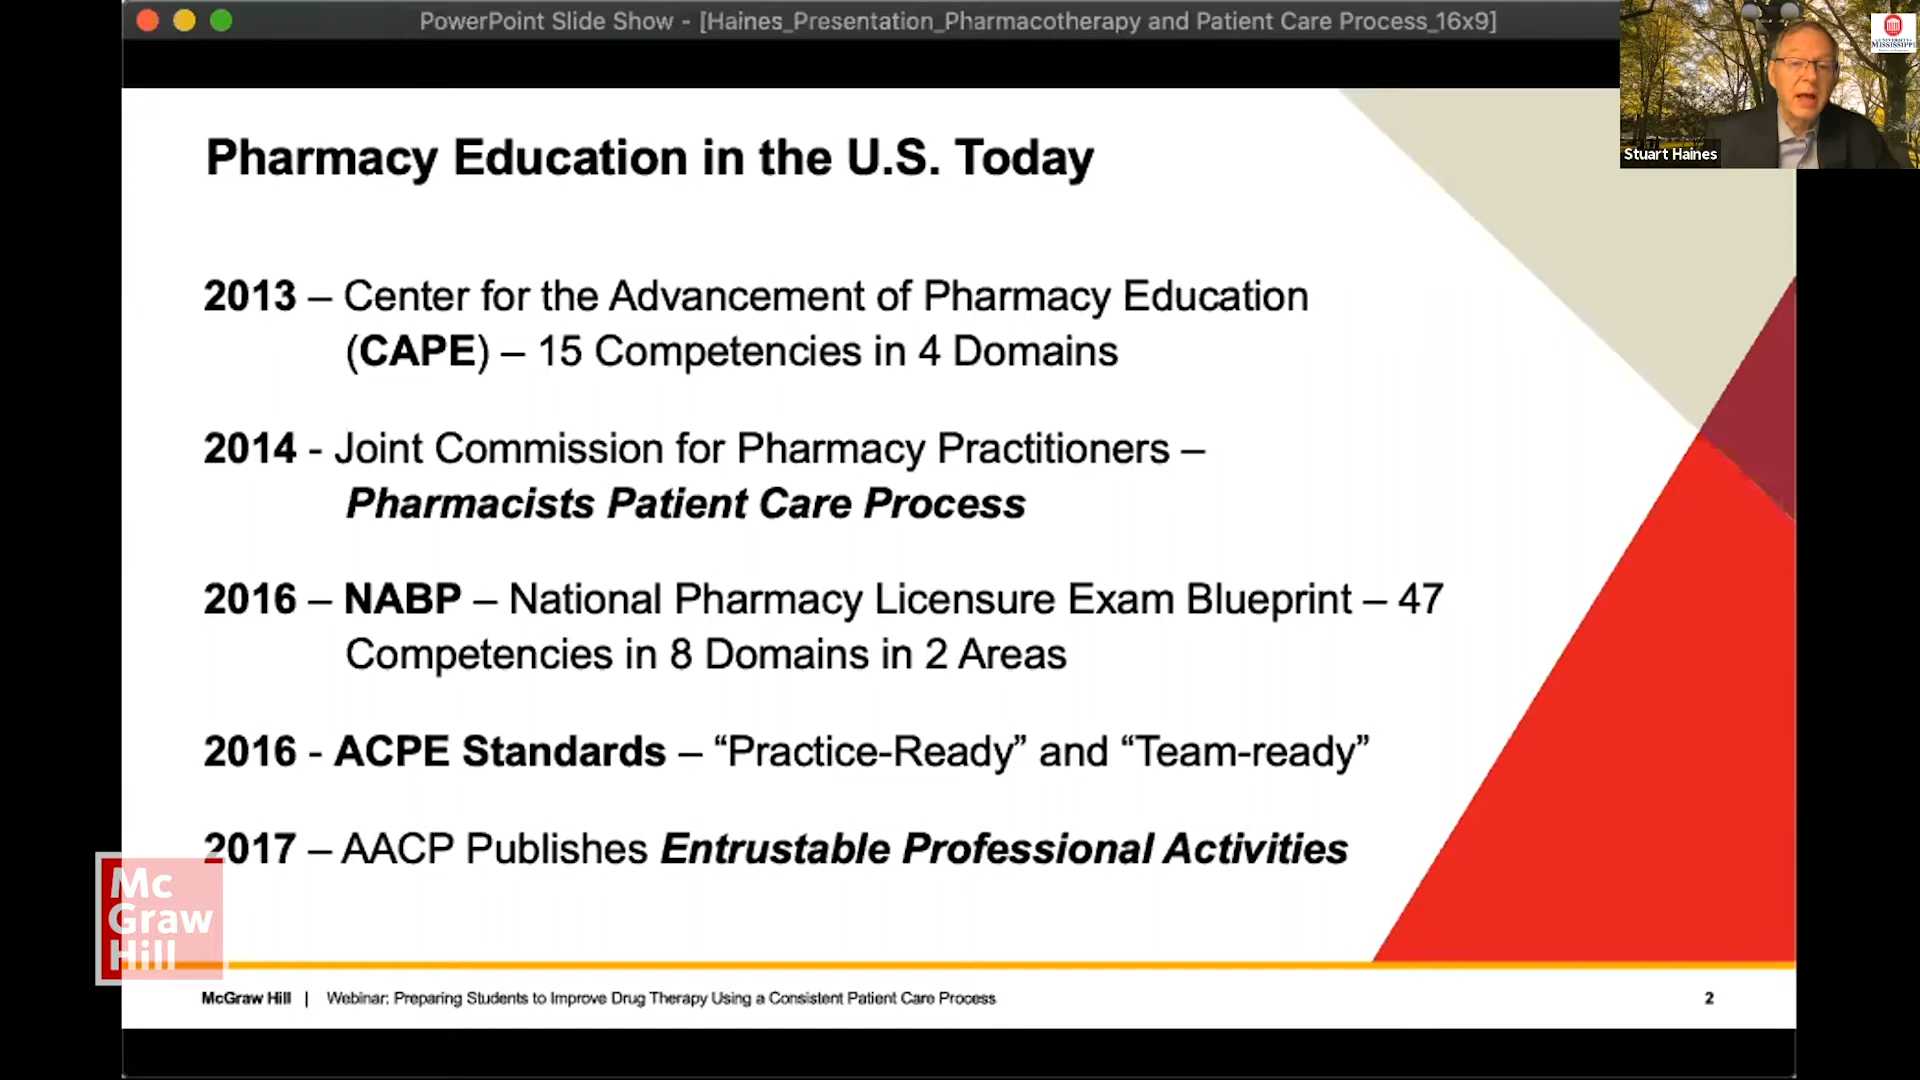 PowerPoint Slide Show - [Haines_Presentation_Pharmacotherapy and Patient Care Process_16x9]
MISSISSIPPI
Stuart Haines
Pharmacy Education in the U.S. Today
2013 – Center for the Advancement of Pharmacy Education
(CAPE) – 15 Competencies in 4 Domains
2014 - Joint Commission for Pharmacy Practitioners –
Pharmacists Patient Care Process
2016 – NABP – National Pharmacy Licensure Exam Blueprint – 47
Competencies in 8 Domains in 2 Areas
2016 - ACPE Standards – “Practice-Ready” and “Team-ready”
2017 – AACP Publishes Entrustable Professional Activities
Mc
Graw
Hill
McGraw Hill | Webinar: Preparing Students to Improve Drug Therapy Using a Consistent Patient Care Process
2